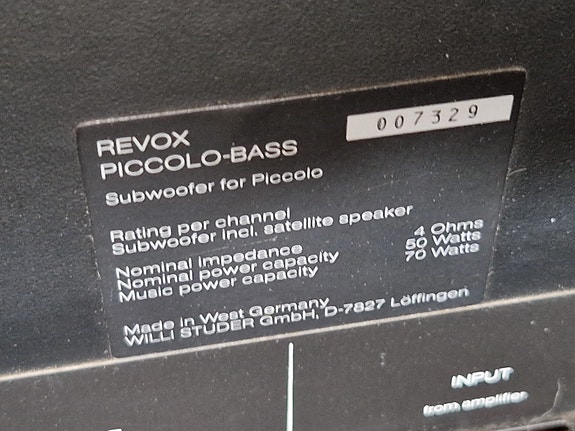 REVOX
PICCOLO-BASS
007329
Subwoofer for Piccolo
Rating per channel
Subwoofer incl. satellite speaker
Nominal impedance 4 Ohms
Nominal power capacity 50 Watts
Music power capacity 70 Watts
Made in West Germany
WILLI STUDER GmbH, D-7827 Löffingen
INPUT
from amplifier